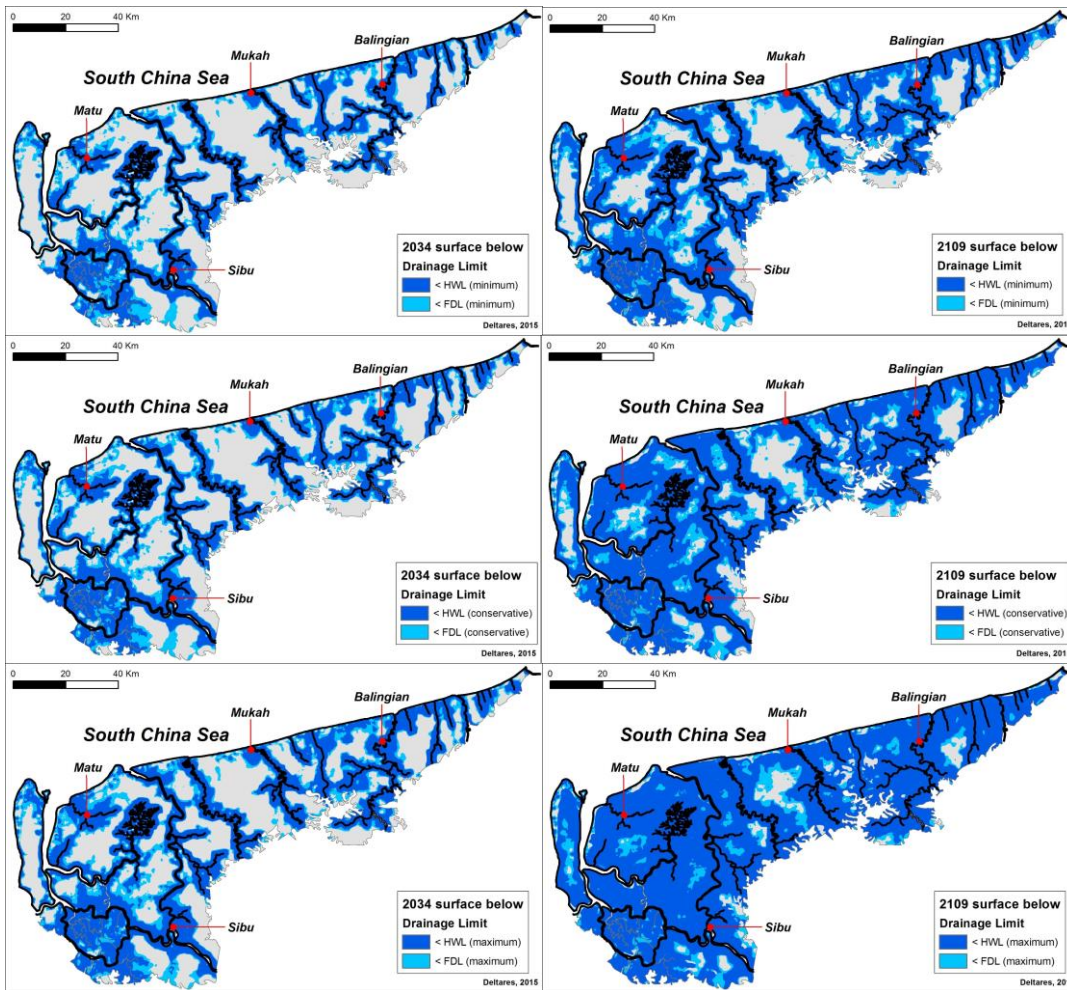 0 20 40 Km
Balingian
Mukah
South China Sea
Matu
Sibu
2034 surface below
Drainage Limit
< HWL (minimum)
< FDL (minimum)
Deltares, 2015
0 20 40 Km
Balingian
Mukah
South China Sea
Matu
Sibu
2109 surface below
Drainage Limit
< HWL (minimum)
< FDL (minimum)
Deltares, 201
0 20 40 Km
Balingian
Mukah
South China Sea
Matu
Sibu
2034 surface below
Drainage Limit
< HWL (conservative)
< FDL (conservative)
Deltares, 2015
0 20 40 Km
Balingian
Mukah
South China Sea
Matu
Sibu
2109 surface below
Drainage Limit
< HWL (conservative)
< FDL (conservative)
Deltares, 201
0 20 40 Km
Balingian
Mukah
South China Sea
Matu
Sibu
2034 surface below
Drainage Limit
< HWL (maximum)
< FDL (maximum)
Deltares, 2015
0 20 40 Km
Balingian
Mukah
South China Sea
Matu
Sibu
2109 surface below
Drainage Limit
< HWL (maximum)
< FDL (maximum)
Deltares, 201